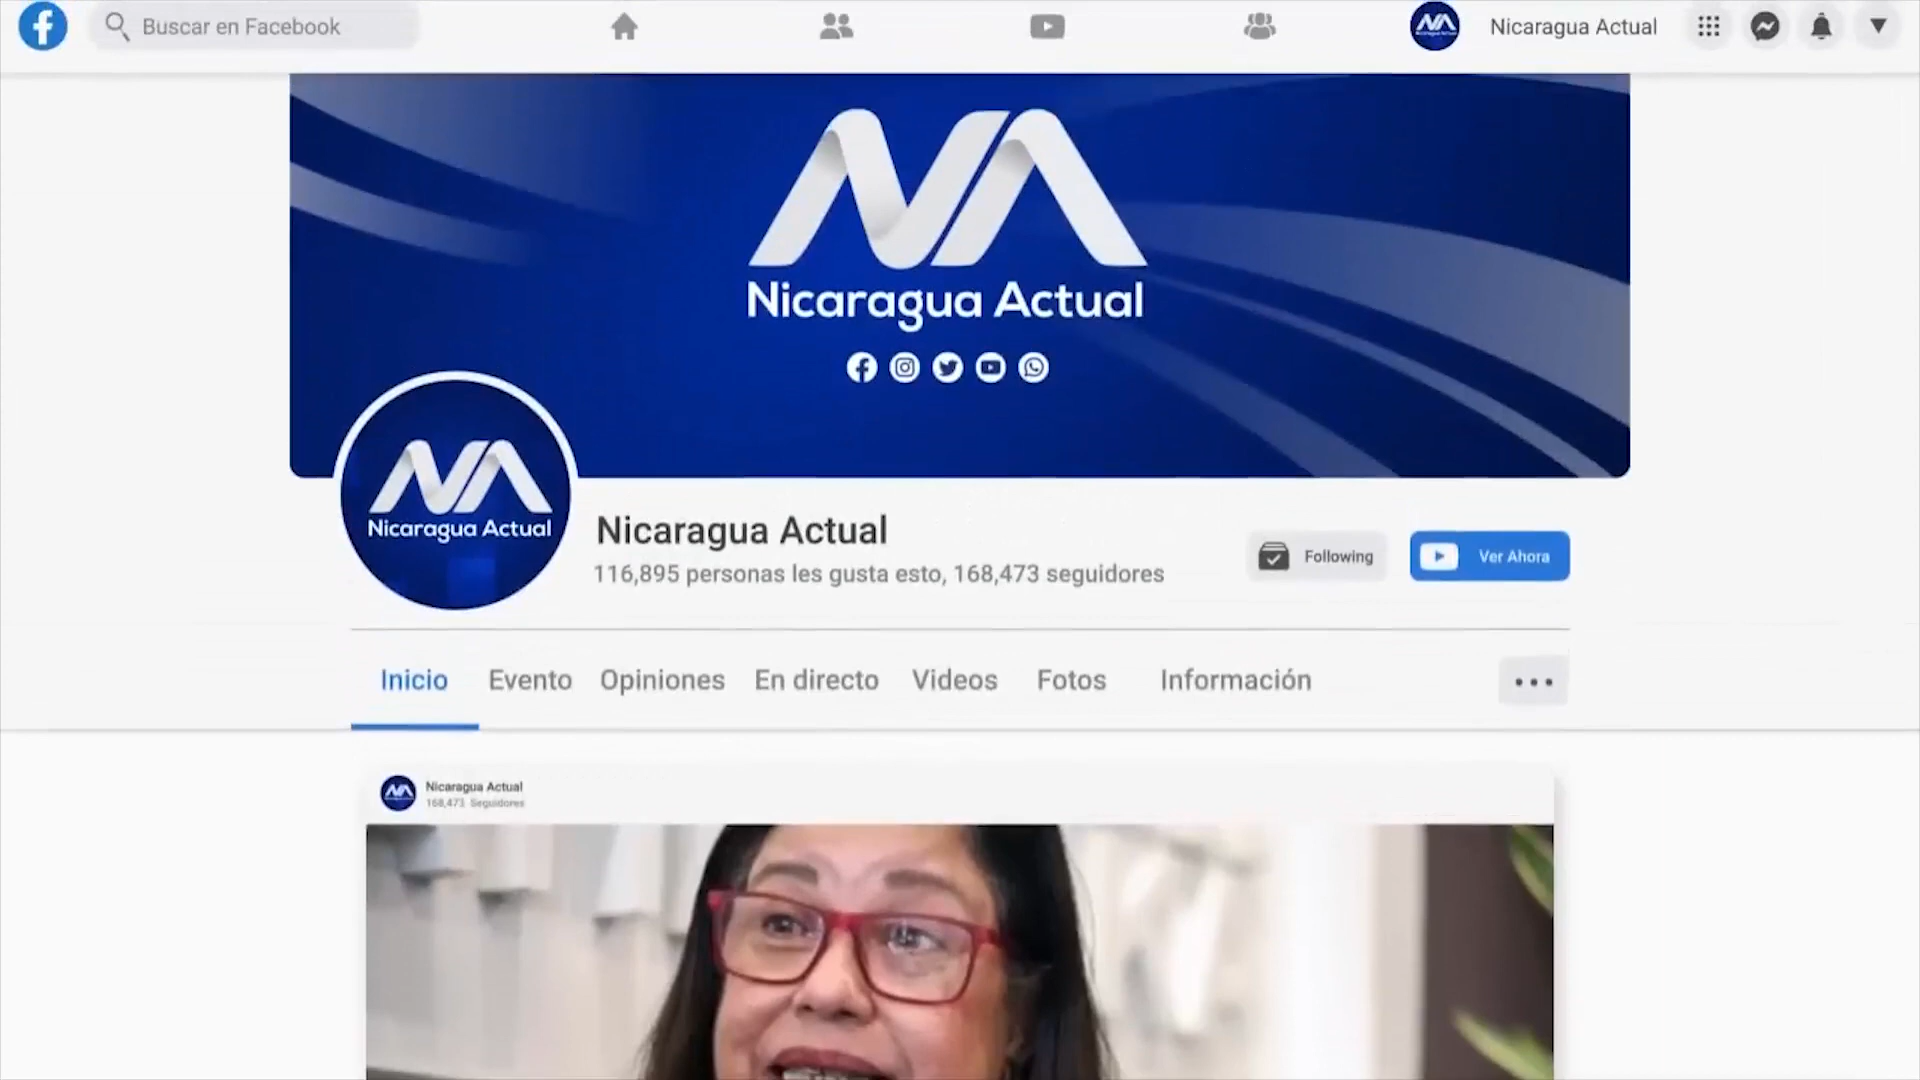 Buscar en Facebook
Nicaragua Actual
Nicaragua Actual
Nicaragua Actual
Nicaragua Actual
116,895 personas les gusta esto, 168,473 seguidores
Following
Ver Ahora
Inicio
Evento
Opiniones
En directo
Videos
Fotos
Información
Nicaragua Actual
168,473 Seguidores